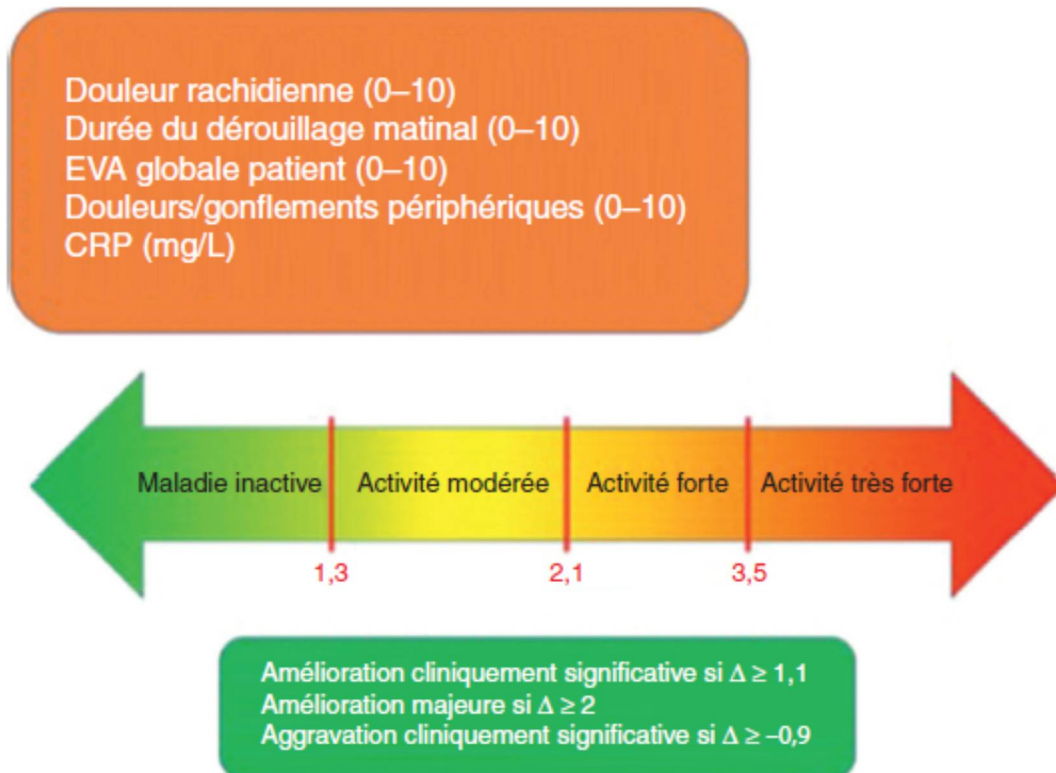 Douleur rachidienne (0–10)
Durée du dérouillage matinal (0–10)
EVA globale patient (0–10)
Douleurs/gonflements périphériques (0–10)
CRP (mg/L)
Maladie inactive
Activité modérée
Activité forte
Activité très forte
1,3
2,1
3,5
Amélioration cliniquement significative si Δ ≥ 1,1
Amélioration majeure si Δ ≥ 2
Aggravation cliniquement significative si Δ ≥ –0,9